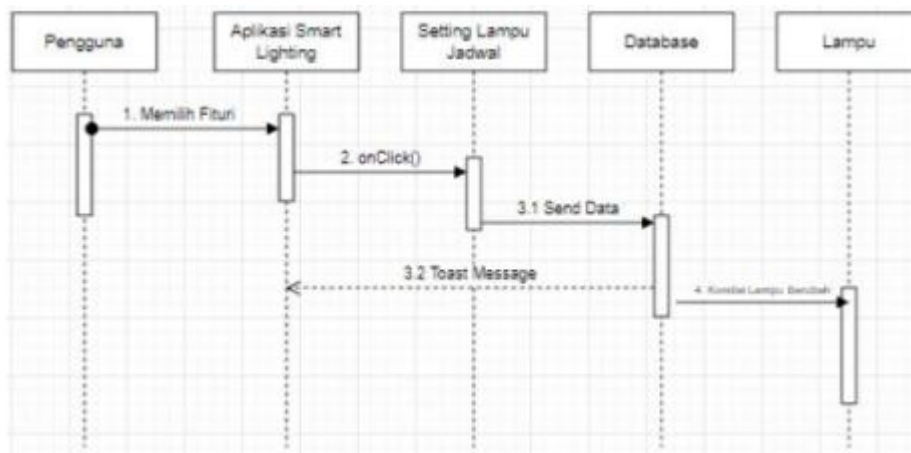 Pengguna
Aplikasi Smart
Lighting
Setting Lampu
Jadwal
Database
Lampu
1. Memilih Fituri
2. onClick()
3.1 Send Data
3.2 Toast Message
4. Kondisi Lampu Berubah